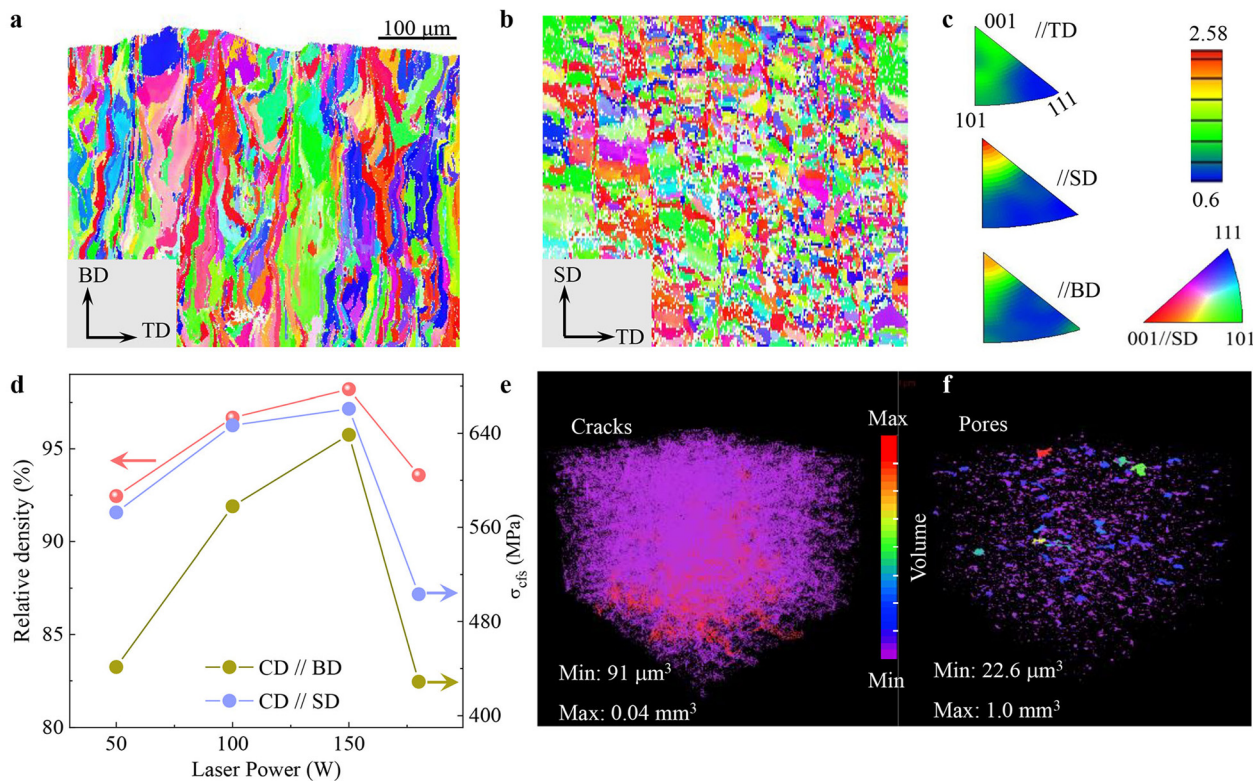 a
100 μm
BD
TD
b
SD
TD
c
001
//TD
111
101
//SD
//BD
2.58
0.6
111
001//SD
101
d
Relative density (%)
95
90
85
80
50
100
150
Laser Power (W)
CD // BD
CD // SD
640
560
480
400
σcfs (MPa)
e
Cracks
Min: 91 μm³
Max: 0.04 mm³
Max
Min
Volume
f
Pores
Min: 22.6 μm³
Max: 1.0 mm³